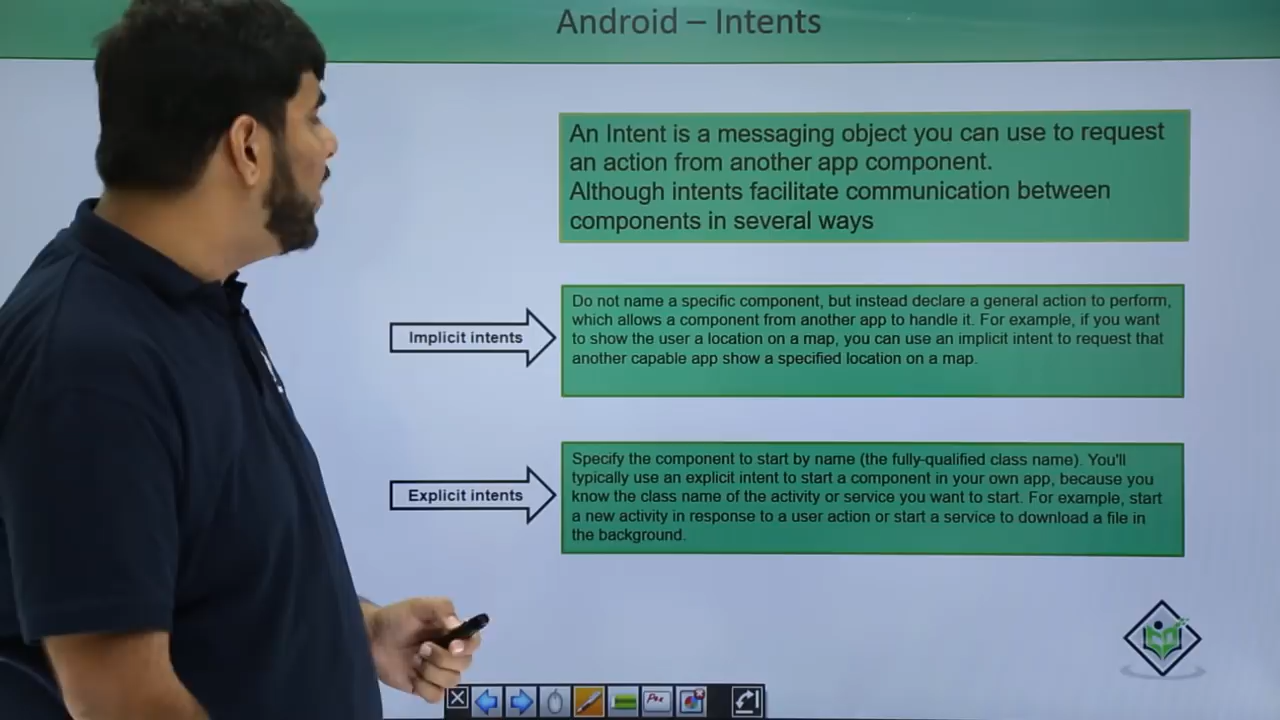 Android – Intents
An Intent is a messaging object you can use to request
an action from another app component.
Although intents facilitate communication between
components in several ways
Implicit intents
Do not name a specific component, but instead declare a general action to perform,
which allows a component from another app to handle it. For example, if you want
to show the user a location on a map, you can use an implicit intent to request that
another capable app show a specified location on a map.
Explicit intents
Specify the component to start by name (the fully-qualified class name). You'll
typically use an explicit intent to start a component in your own app, because you
know the class name of the activity or service you want to start. For example, start
a new activity in response to a user action or start a service to download a file in
the background.
Pen